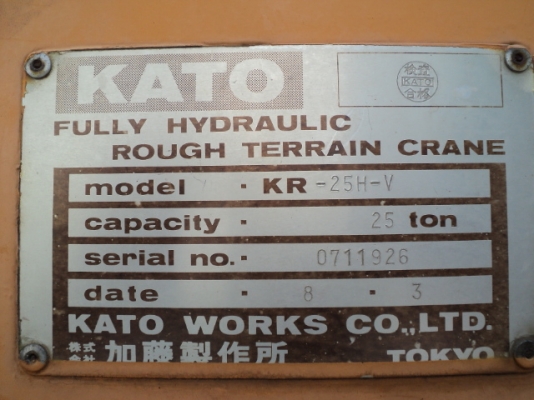 KATO
KATO
FULLY HYDRAULIC
ROUGH TERRAIN CRANE
model · KR-25H-V
capacity · 25 ton
serial no. · 0711926
date · 8 · 3
KATO WORKS CO.,LTD.
株式会社 加藤製作所 TOKYO